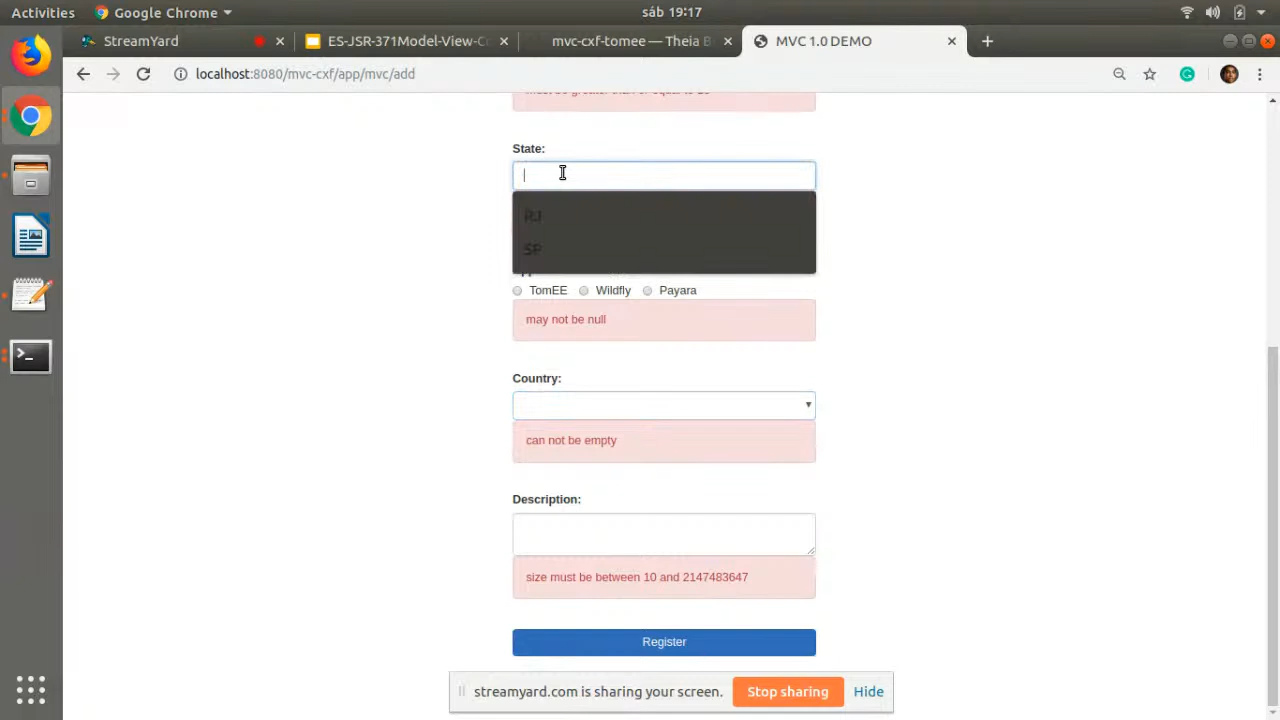 Activities
Google Chrome
sáb 19:17
StreamYard
ES-JSR-371Model-View-Co
mvc-cxf-tomee — Theia B
MVC 1.0 DEMO
localhost:8080/mvc-cxf/app/mvc/add
State:
RJ
SP
TomEE
Wildfly
Payara
may not be null
Country:
can not be empty
Description:
size must be between 10 and 2147483647
Register
streamyard.com is sharing your screen.
Stop sharing
Hide